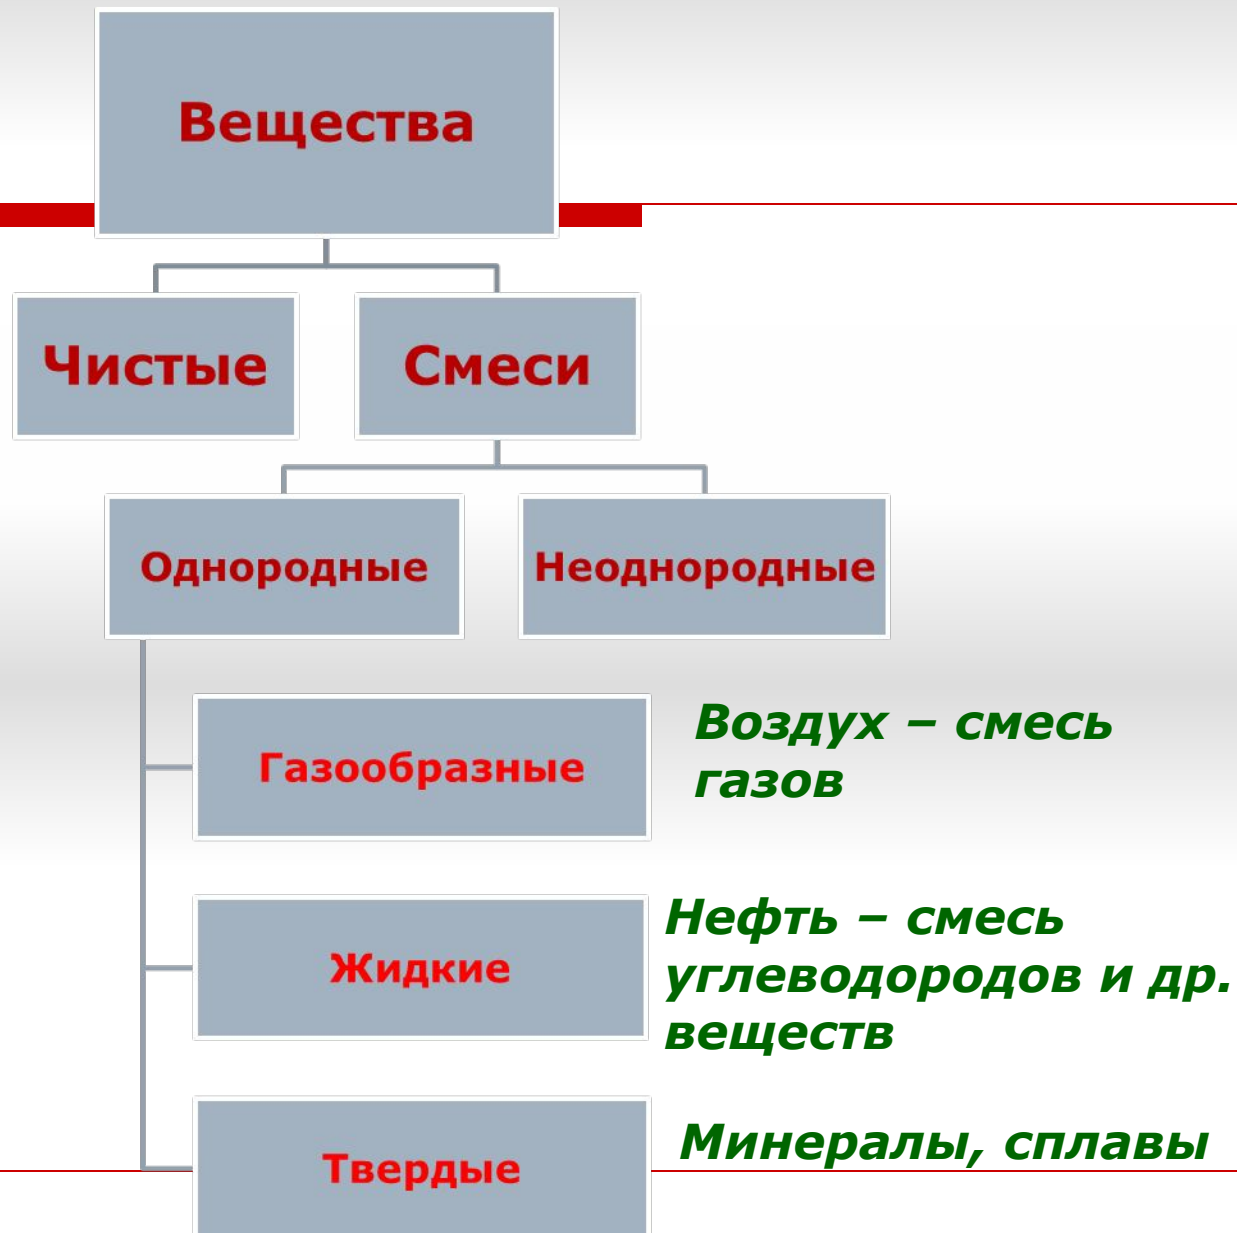 Вещества
Чистые
Смеси
Однородные
Неоднородные
Газообразные
Воздух – смесь
газов
Жидкие
Нефть – смесь
углеводородов и др.
веществ
Твердые
Минералы, сплавы